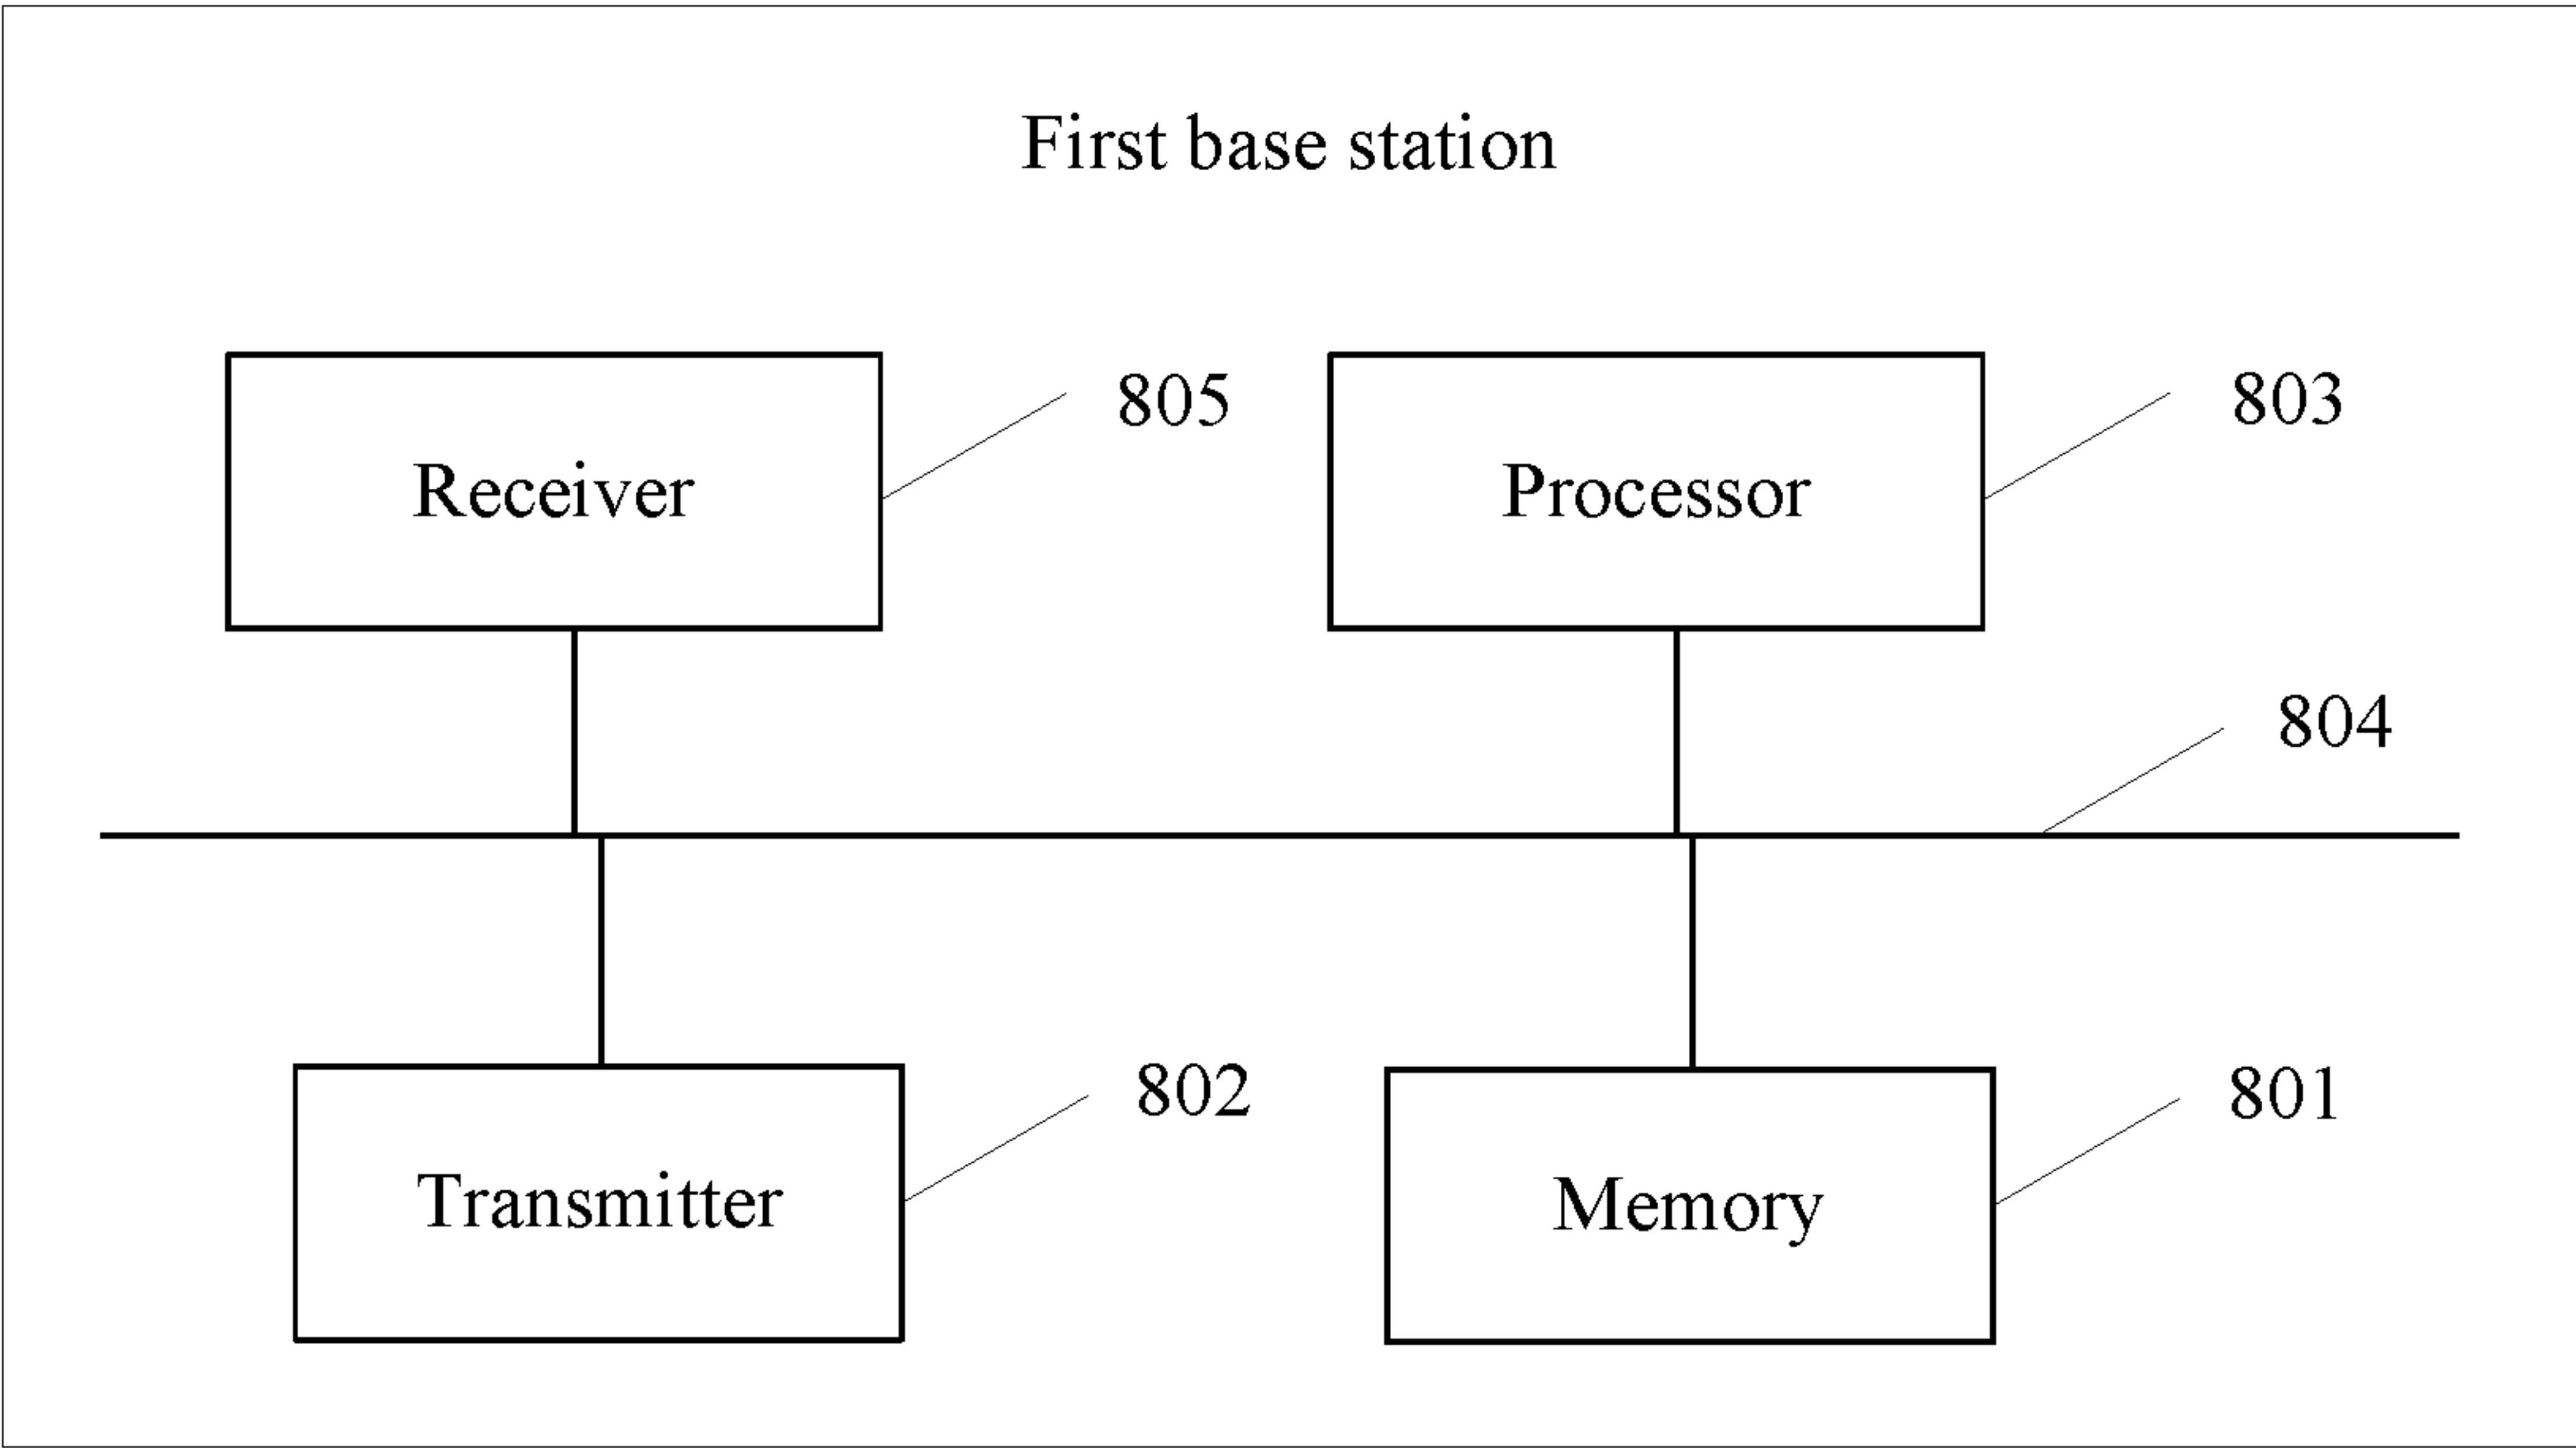 First base station
805
803
Receiver
Processor
804
802
801
Transmitter
Memory